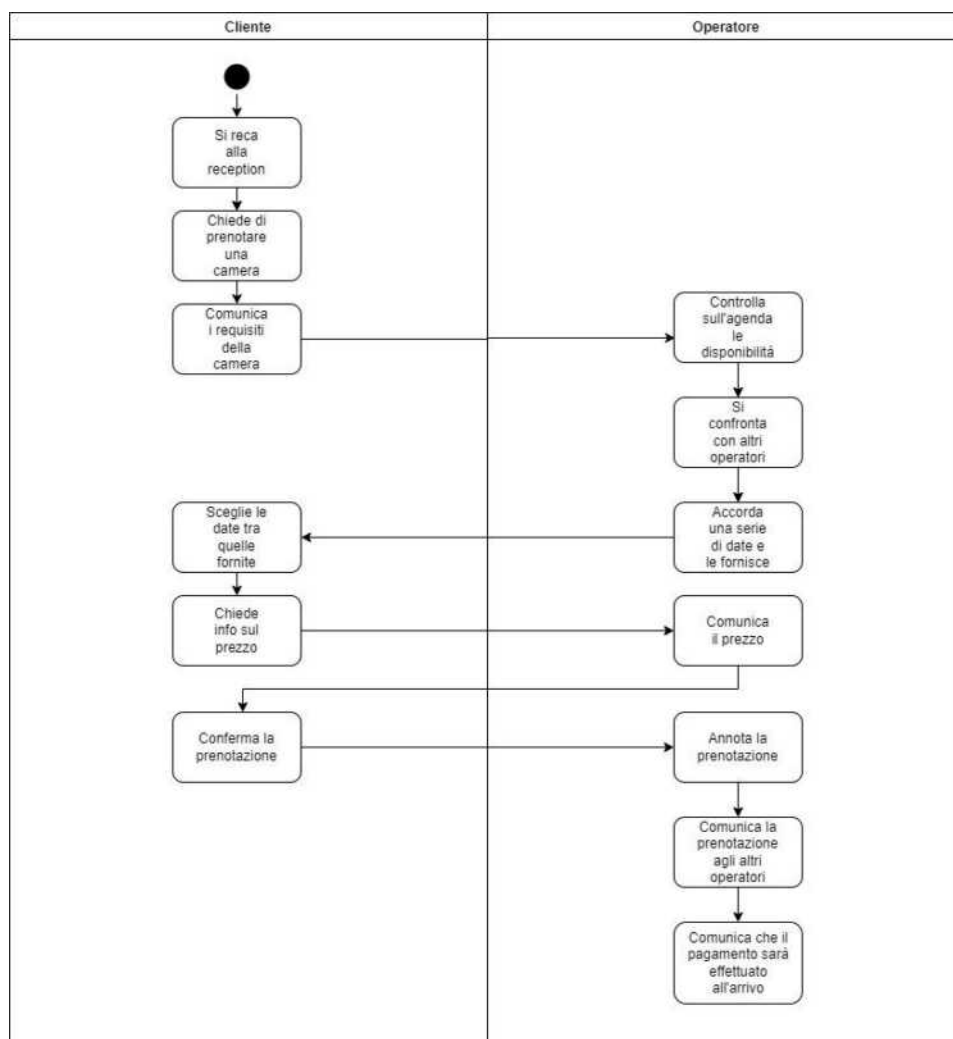 Cliente
Operatore
Si reca
alla
reception
Chiede di
prenotare
una
camera
Comunica
i requisiti
della
camera
Controlla
sull'agenda
le
disponibilità
Si
confronta
con altri
operatori
Accorda
una serie
di date e
le fornisce
Sceglie le
date tra
quelle
fornite
Chiede
info sul
prezzo
Comunica
il prezzo
Conferma la
prenotazione
Annota la
prenotazione
Comunica la
prenotazione
agli altri
operatori
Comunica che il
pagamento sarà
effettuato
all'arrivo